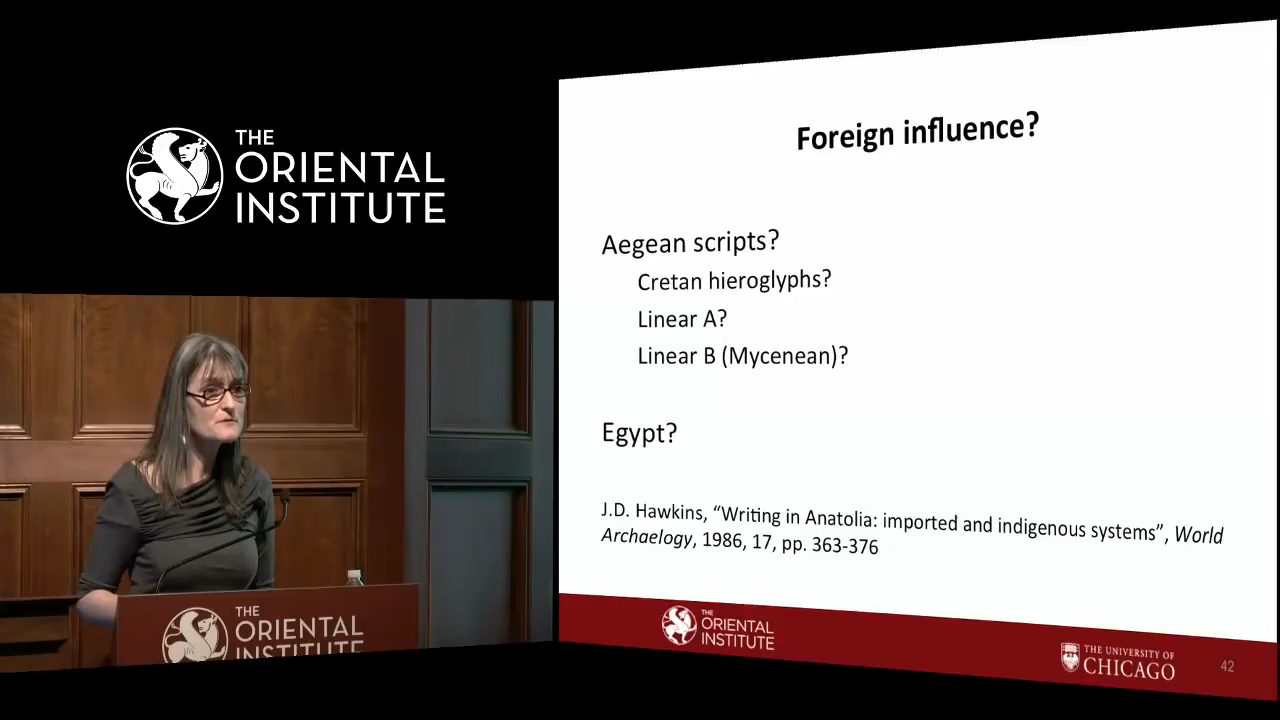 THE
ORIENTAL
INSTITUTE
Foreign influence?
Aegean scripts?
Cretan hieroglyphs?
Linear A?
Linear B (Mycenean)?
Egypt?
J.D. Hawkins, “Writing in Anatolia: imported and indigenous systems”, World
Archaelogy, 1986, 17, pp. 363-376
THE
ORIENTAL
INSTITUTE
THE UNIVERSITY OF
CHICAGO
42
THE
ORIENTAL
INSTITUTE